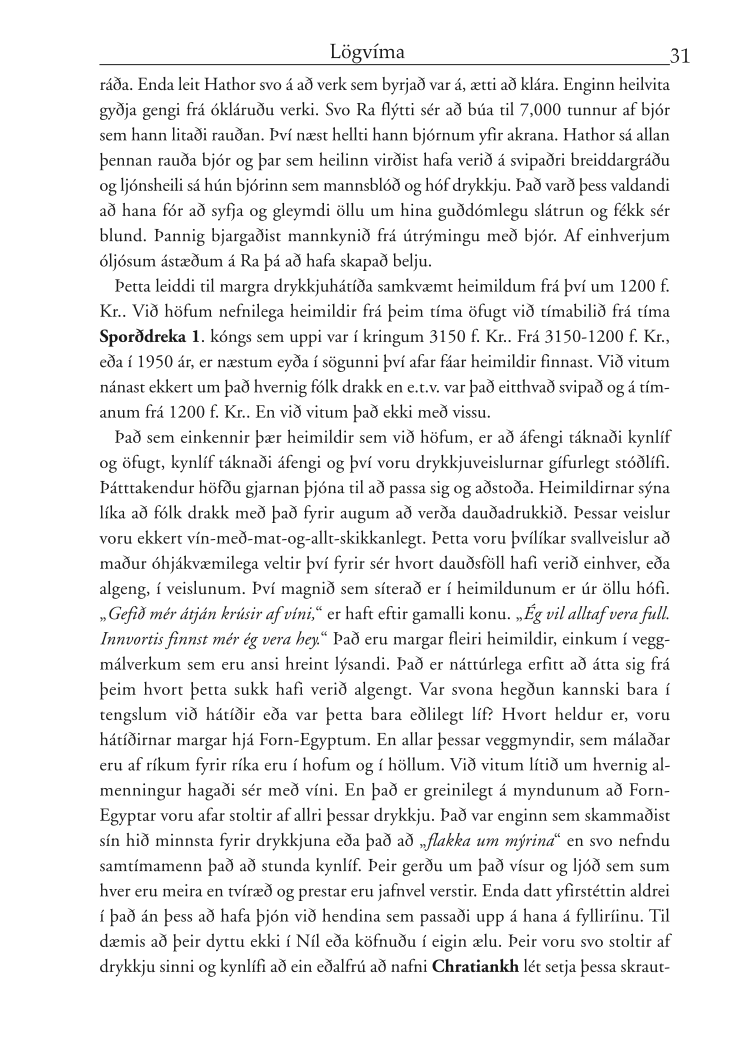 Lögvíma 31
ráða. Enda leit Hathor svo á að verk sem byrjað var á, ætti að klára. Enginn heilvita
gyðja gengi frá ókláruðu verki. Svo Ra flýtti sér að búa til 7,000 tunnur af bjór
sem hann litaði rauðan. Því næst hellti hann bjórnum yfir akrana. Hathor sá allan
þennan rauða bjór og þar sem heilinn virðist hafa verið á svipaðri breiddargráðu
og ljónsheili sá hún bjórinn sem mannsblóð og hóf drykkju. Það varð þess valdandi
að hana fór að syfja og gleymdi öllu um hina guðdómlegu slátrun og fékk sér
blund. Þannig bjargaðist mannkynið frá útrýmingu með bjór. Af einhverjum
óljósum ástæðum á Ra þá að hafa skapað belju.
Þetta leiddi til margra drykkjuhátíða samkvæmt heimildum frá því um 1200 f.
Kr.. Við höfum nefnilega heimildir frá þeim tíma öfugt við tímabilið frá tíma
Sporðdreka 1. kóngs sem uppi var í kringum 3150 f. Kr.. Frá 3150-1200 f. Kr.,
eða í 1950 ár, er næstum eyða í sögunni því afar fáar heimildir finnast. Við vitum
nánast ekkert um það hvernig fólk drakk en e.t.v. var það eitthvað svipað og á tím-
anum frá 1200 f. Kr.. En við vitum það ekki með vissu.
Það sem einkennir þær heimildir sem við höfum, er að áfengi táknaði kynlíf
og öfugt, kynlíf táknaði áfengi og því voru drykkjuveislurnar gífurlegt stóðlífi.
Þátttakendur höfðu gjarnan þjóna til að passa sig og aðstoða. Heimildirnar sýna
líka að fólk drakk með það fyrir augum að verða dauðadrukkið. Þessar veislur
voru ekkert vín-með-mat-og-allt-skikkanlegt. Þetta voru þvílíkar svallveislur að
maður óhjákvæmilega veltir því fyrir sér hvort dauðsföll hafi verið einhver, eða
algeng, í veislunum. Því magnið sem síterað er í heimildunum er úr öllu hófi.
„Gefið mér átján krúsir af víni,“ er haft eftir gamalli konu. „Ég vil alltaf vera full.
Innvortis finnst mér ég vera hey.“ Það eru margar fleiri heimildir, einkum í vegg-
málverkum sem eru ansi hreint lýsandi. Það er náttúrlega erfitt að átta sig frá
þeim hvort þetta sukk hafi verið algengt. Var svona hegðun kannski bara í
tengslum við hátíðir eða var þetta bara eðlilegt líf? Hvort heldur er, voru
hátíðirnar margar hjá Forn-Egyptum. En allar þessar veggmyndir, sem málaðar
eru af ríkum fyrir ríka eru í hofum og í höllum. Við vitum lítið um hvernig al-
menningur hagaði sér með víni. En það er greinilegt á myndunum að Forn-
Egyptar voru afar stoltir af allri þessar drykkju. Það var enginn sem skammaðist
sín hið minnsta fyrir drykkjuna eða það að „flakka um mýrina“ en svo nefndu
samtímamenn það að stunda kynlíf. Þeir gerðu um það vísur og ljóð sem sum
hver eru meira en tvíræð og prestar eru jafnvel verstir. Enda datt yfirstéttin aldrei
í það án þess að hafa þjón við hendina sem passaði upp á hana á fylliríinu. Til
dæmis að þeir dyttu ekki í Níl eða köfnuðu í eigin ælu. Þeir voru svo stoltir af
drykkju sinni og kynlífi að ein eðalfrú að nafni Chratiankh lét setja þessa skraut-